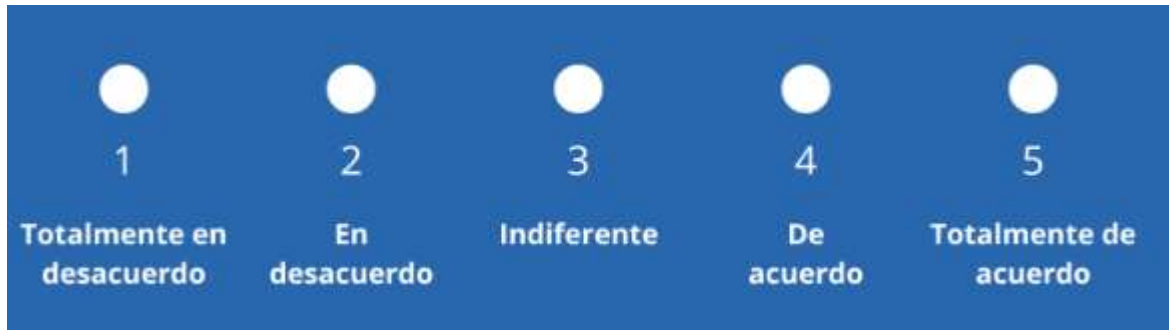 1 2 3 4 5
Totalmente en desacuerdo
En desacuerdo
Indiferente
De acuerdo
Totalmente de acuerdo